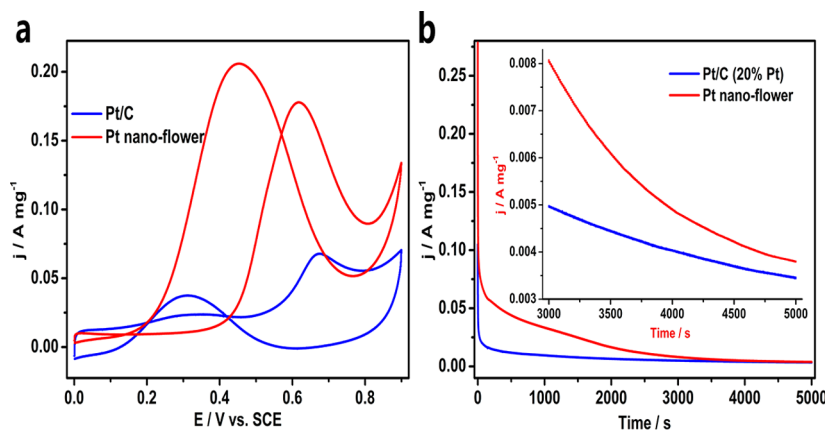 a
j / A mg-1
0.20
0.15
0.10
0.05
0.00
Pt/C
Pt nano-flower
0.0 0.2 0.4 0.6 0.8
E / V vs. SCE
b
j / A mg-1
0.25
0.20
0.15
0.10
0.05
0.00
Pt/C (20% Pt)
Pt nano-flower
j / A mg-1
0.008
0.007
0.006
0.005
0.004
0.003
3000 3500 4000 4500 5000
Time / s
0 1000 2000 3000 4000 5000
Time / s